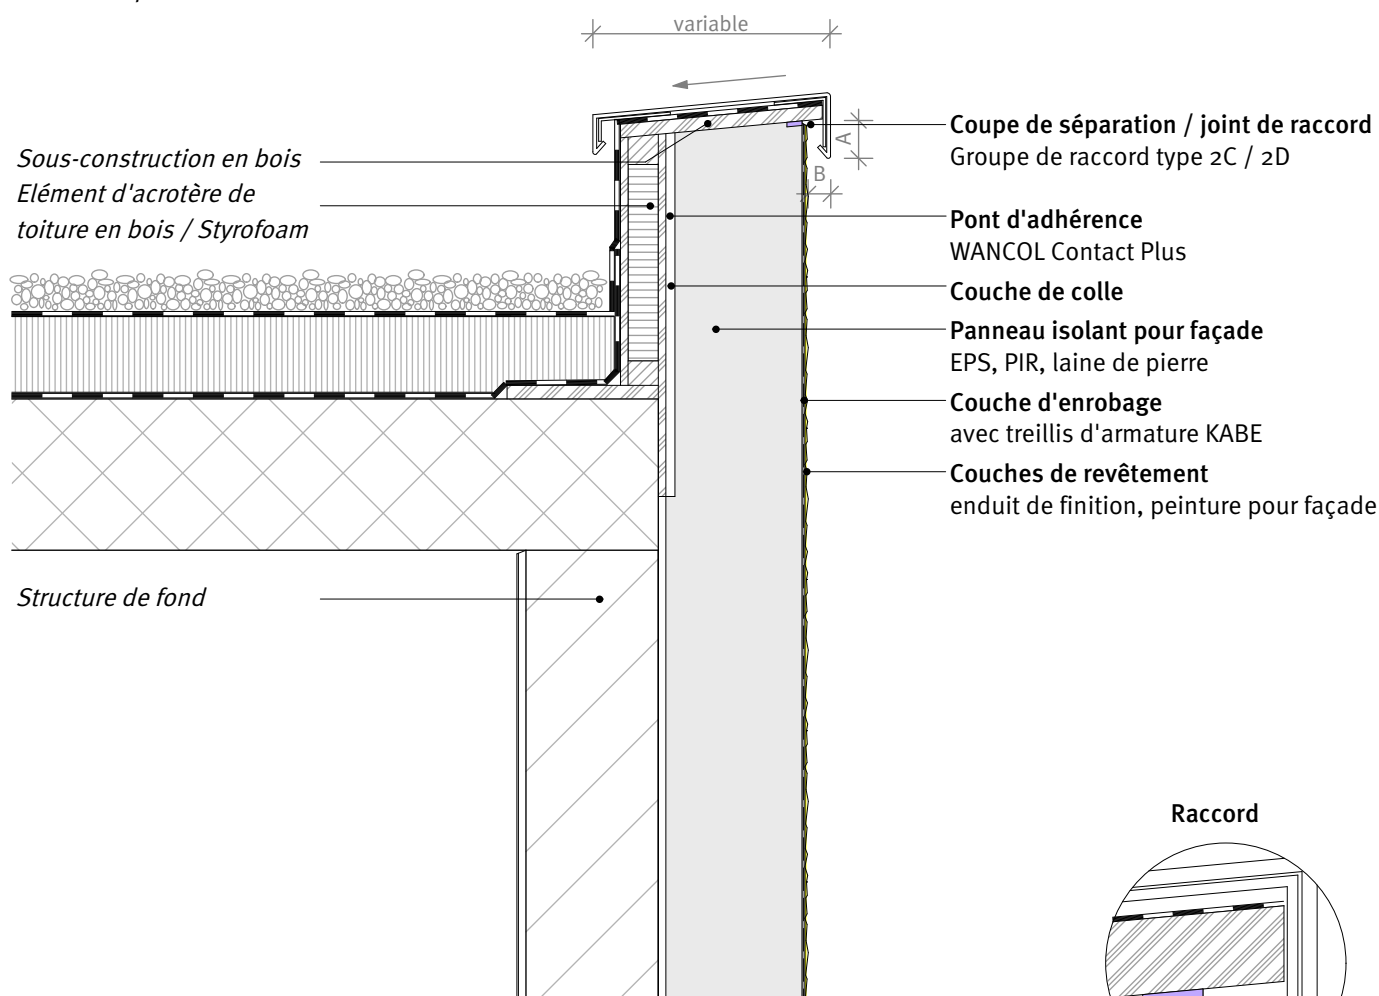 variable
A
B
Sous-construction en bois
Elément d'acrotère de
toiture en bois / Styrofoam
Structure de fond
Coupe de séparation / joint de raccord
Groupe de raccord type 2C / 2D
Pont d'adhérence
WANCOL Contact Plus
Couche de colle
Panneau isolant pour façade
EPS, PIR, laine de pierre
Couche d'enrobage
avec treillis d'armature KABE
Couches de revêtement
enduit de finition, peinture pour façade
Raccord